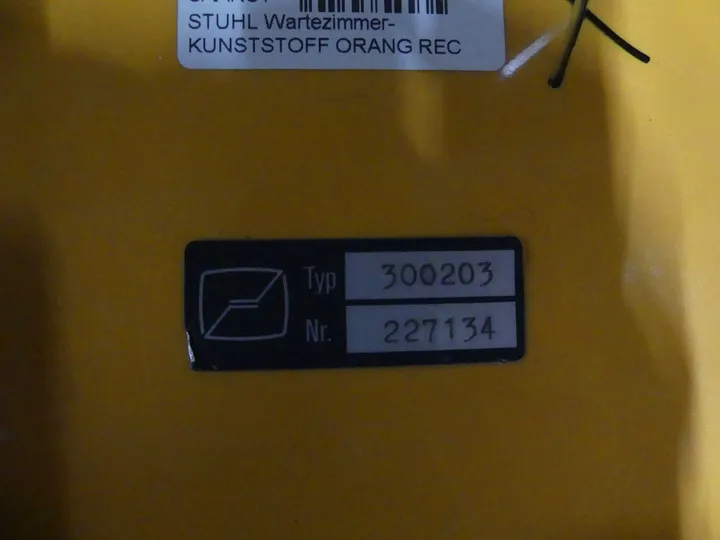 STUHL Wartezimmer-
KUNSTSTOFF ORANG REC
Typ 300203
Nr. 227134